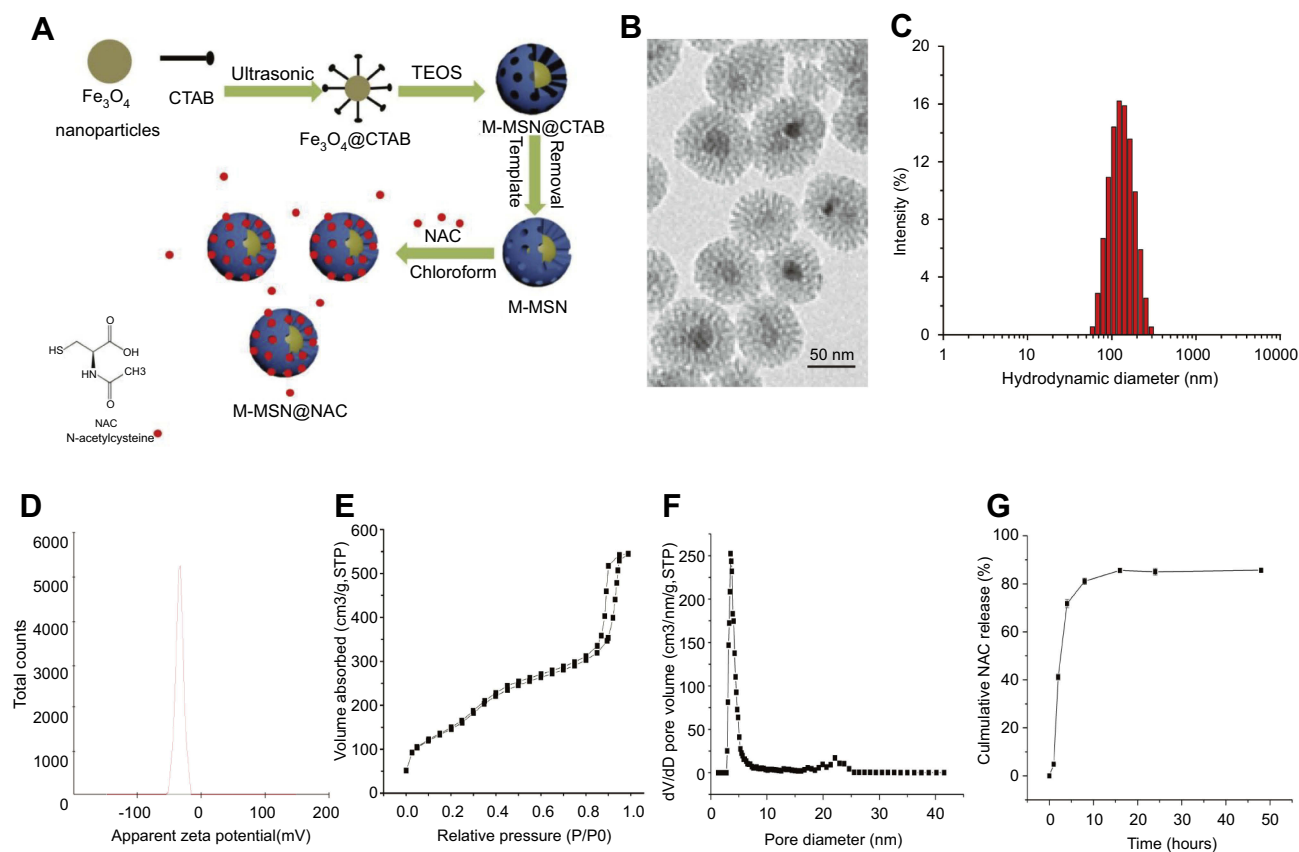 A
Fe3O4
nanoparticles
CTAB
Ultrasonic
Fe3O4@CTAB
TEOS
M-MSN@CTAB
Template
Removal
M-MSN
NAC
Chloroform
M-MSN@NAC
HS
O
OH
HN
CH3
O
NAC
N-acetylcysteine
B
50 nm
C
Intensity (%)
20
16
12
8
4
0
1
10
100
1000
10000
Hydrodynamic diameter (nm)
D
Total counts
6000
5000
4000
3000
2000
1000
0
-100
0
100
200
Apparent zeta potential(mV)
E
Volume absorbed (cm3/g,STP)
600
500
400
300
200
100
0
0.0
0.2
0.4
0.6
0.8
1.0
Relative pressure (P/P0)
F
dV/dD pore volume (cm3/nm/g,STP)
250
200
150
100
50
25
0
0
10
20
30
40
Pore diameter (nm)
G
Culmulative NAC release (%)
100
80
60
40
20
0
0
10
20
30
40
50
Time (hours)